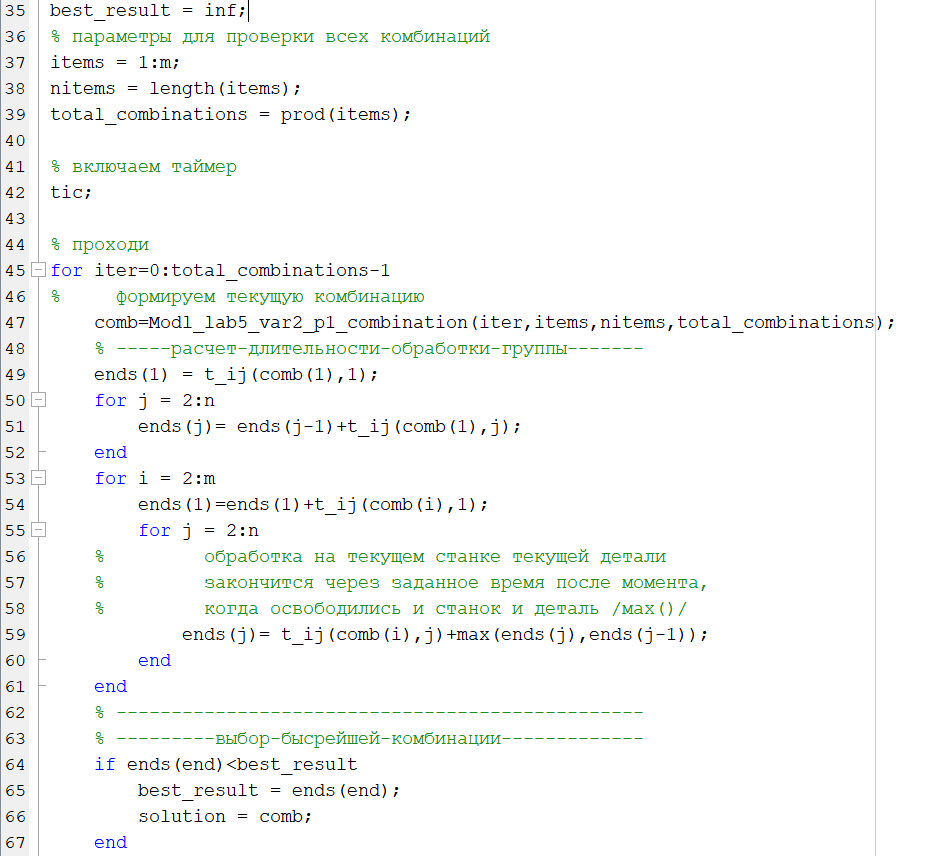 35 best_result = inf;
36 % параметры для проверки всех комбинаций
37 items = 1:m;
38 nitems = length(items);
39 total_combinations = prod(items);
40
41 % включаем таймер
42 tic;
43
44 % проходи
45 for iter=0:total_combinations-1
46 %     формируем текущую комбинацию
47     comb=Modl_lab5_var2_p1_combination(iter,items,nitems,total_combinations);
48     % -----расчет-длительности-обработки-группы-------
49     ends(1) = t_ij(comb(1),1);
50     for j = 2:n
51         ends(j)= ends(j-1)+t_ij(comb(1),j);
52     end
53     for i = 2:m
54         ends(1)=ends(1)+t_ij(comb(i),1);
55         for j = 2:n
56     %         обработка на текущем станке текущей детали
57     %         закончится через заданное время после момента,
58     %         когда освободились и станок и деталь /мах()/
59             ends(j)= t_ij(comb(i),j)+max(ends(j),ends(j-1));
60         end
61     end
62     % ------------------------------------------------
63     % ---------выбор-бысрейшей-комбинации-------------
64     if ends(end)<best_result
65         best_result = ends(end);
66         solution = comb;
67     end